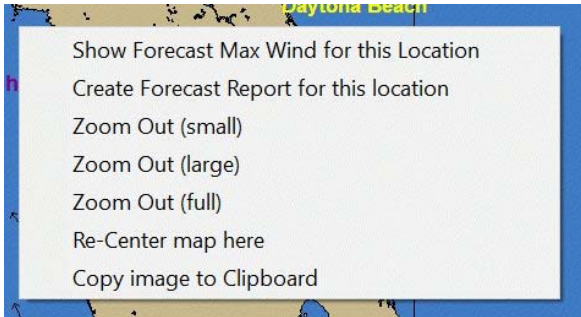 Daytona Beach
Show Forecast Max Wind for this Location
h
Create Forecast Report for this location
Zoom Out (small)
Zoom Out (large)
Zoom Out (full)
Re-Center map here
Copy image to Clipboard